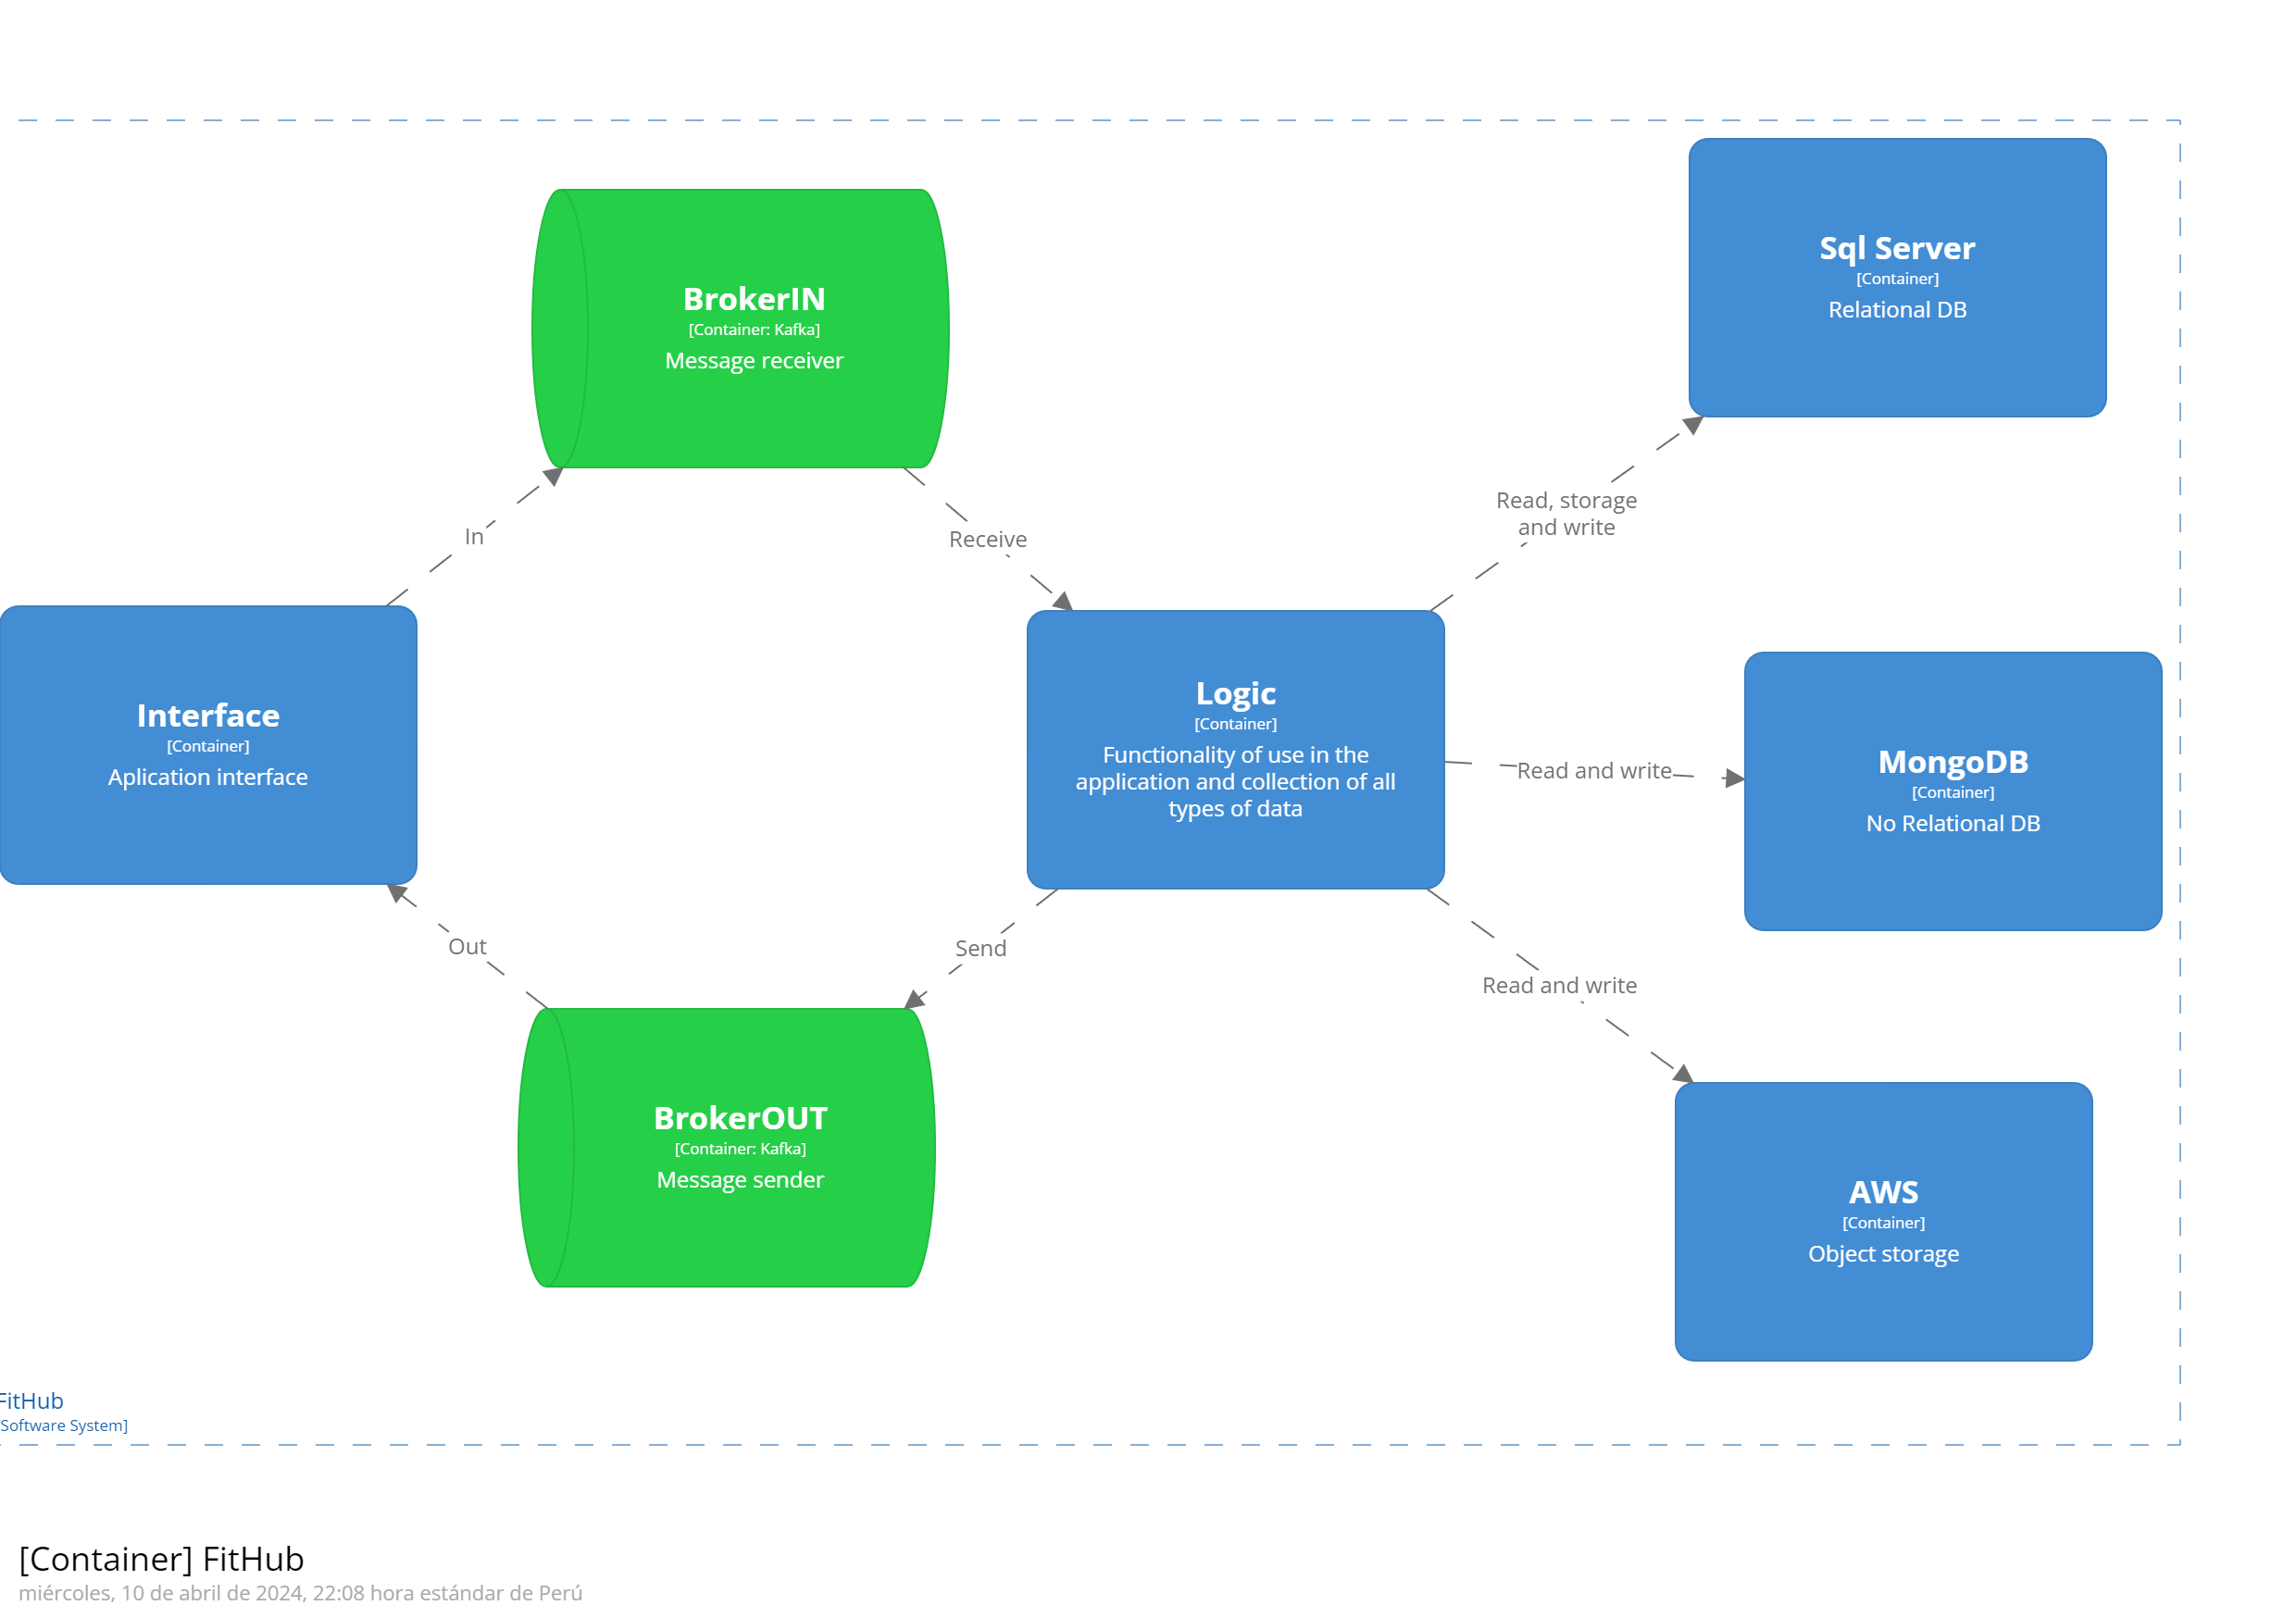 BrokerIN
[Container: Kafka]
Message receiver
Sql Server
[Container]
Relational DB
In
Receive
Read, storage
and write
Interface
[Container]
Aplication interface
Logic
[Container]
Functionality of use in the
application and collection of all
types of data
Read and write
MongoDB
[Container]
No Relational DB
Out
Send
Read and write
BrokerOUT
[Container: Kafka]
Message sender
AWS
[Container]
Object storage
FitHub
Software System]
[Container] FitHub
miércoles, 10 de abril de 2024, 22:08 hora estándar de Perú